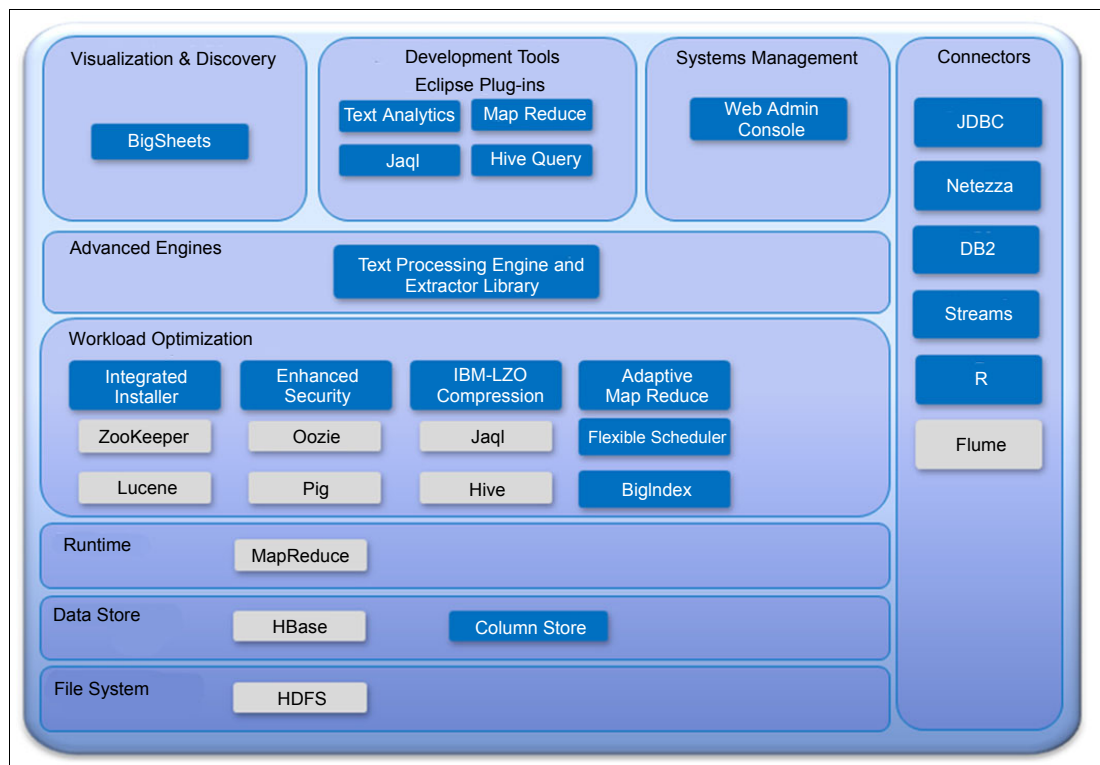 Visualization & Discovery
BigSheets
Development Tools
Eclipse Plug-ins
Text Analytics
Map Reduce
Jaql
Hive Query
Systems Management
Web Admin
Console
Connectors
JDBC
Netezza
DB2
Streams
R
Flume
Advanced Engines
Text Processing Engine and
Extractor Library
Workload Optimization
Integrated
Installer
Enhanced
Security
IBM-LZO
Compression
Adaptive
Map Reduce
ZooKeeper
Oozie
Jaql
Flexible Scheduler
Lucene
Pig
Hive
BigIndex
Runtime
MapReduce
Data Store
HBase
Column Store
File System
HDFS